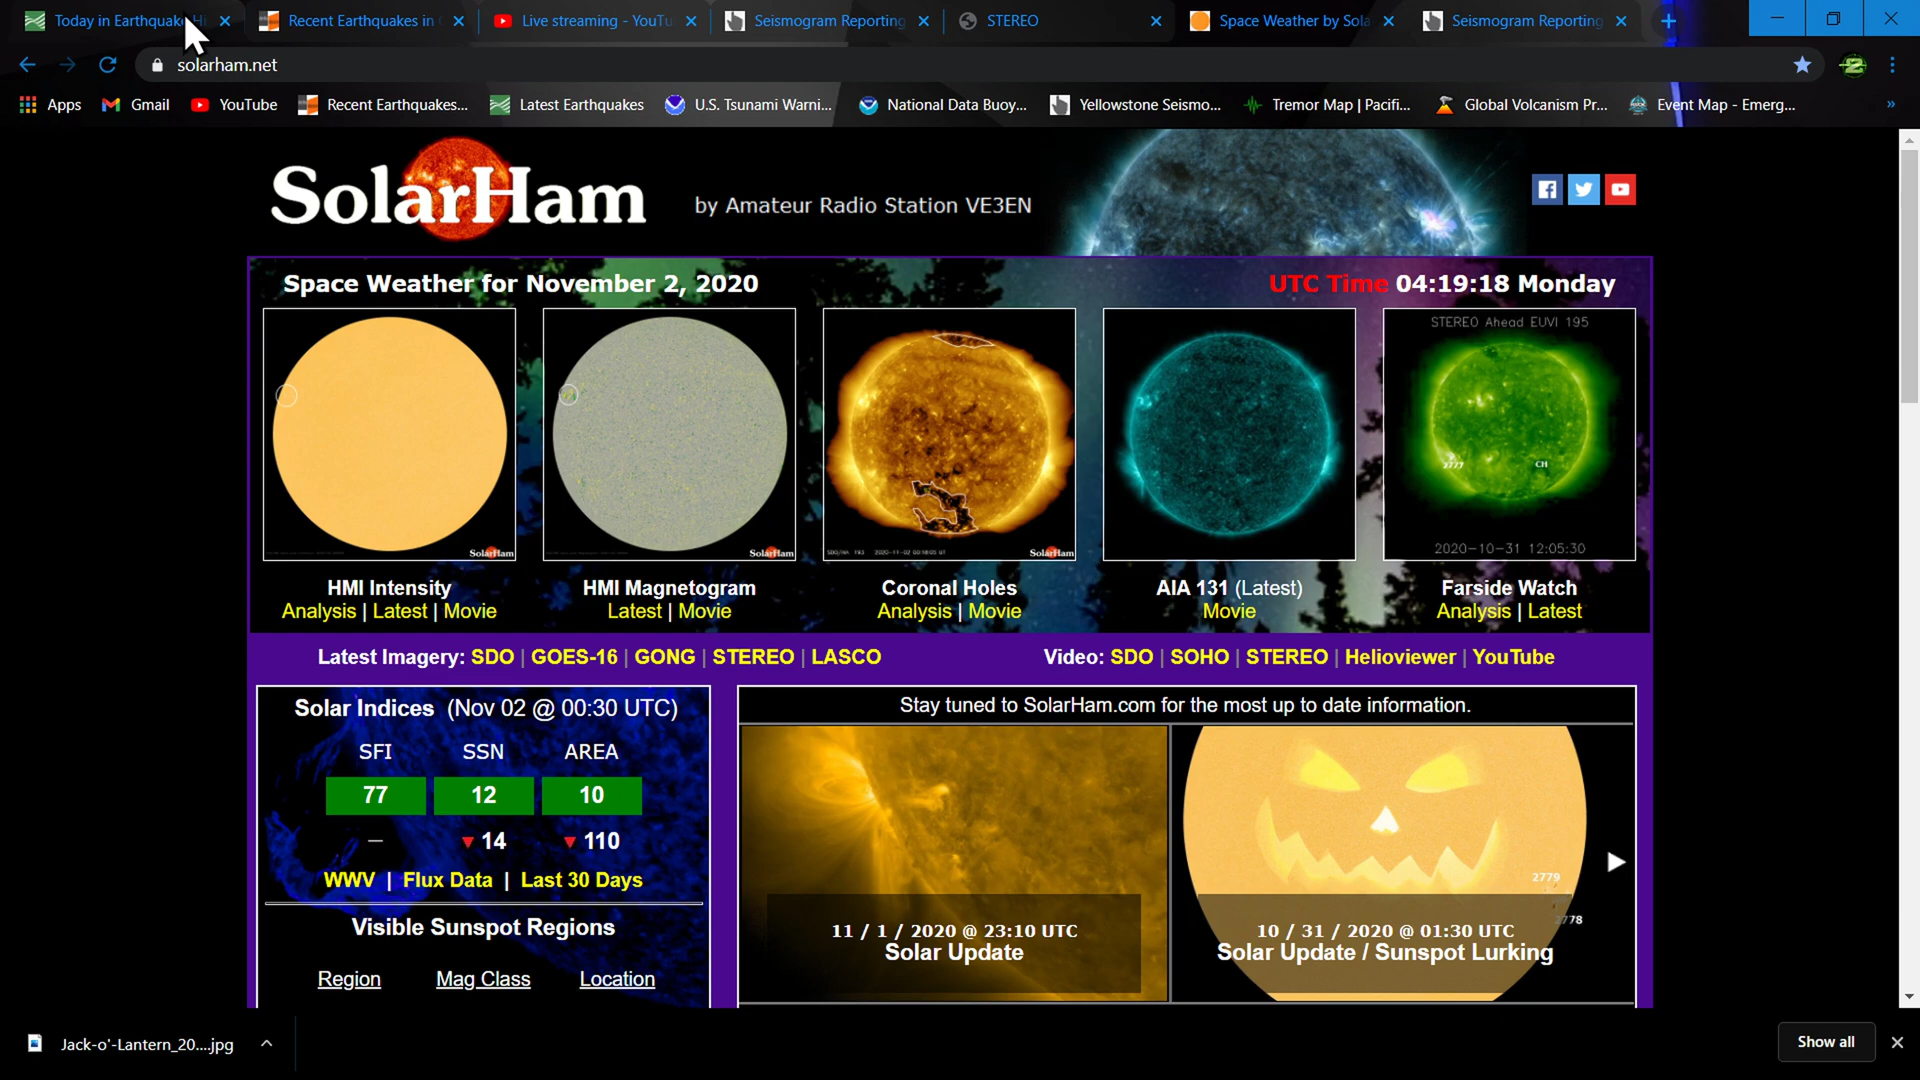 Today in Earthquake Hi
Recent Earthquakes in
Live streaming - YouTu
Seismogram Reporting
STEREO
Space Weather by Sola
Seismogram Reporting
solarham.net
Apps
Gmail
YouTube
Recent Earthquakes...
Latest Earthquakes
U.S. Tsunami Warni...
National Data Buoy...
Yellowstone Seismo...
Tremor Map | Pacifi...
Global Volcanism Pr...
Event Map - Emerg...
SolarHam
by Amateur Radio Station VE3EN
Space Weather for November 2, 2020
UTC Time 04:19:18 Monday
STEREO Ahead EUVI 195
2777
CH
2020-10-31 12:05:30
SolarHam
SolarHam
SolarHam
HMI Intensity
Analysis | Latest | Movie
HMI Magnetogram
Latest | Movie
Coronal Holes
Analysis | Movie
AIA 131 (Latest)
Movie
Farside Watch
Analysis | Latest
Latest Imagery: SDO | GOES-16 | GONG | STEREO | LASCO
Video: SDO | SOHO | STEREO | Helioviewer | YouTube
Solar Indices (Nov 02 @ 00:30 UTC)
SFI SSN AREA
77 12 10
— 14 110
WWV | Flux Data | Last 30 Days
Visible Sunspot Regions
Region Mag Class Location
Stay tuned to SolarHam.com for the most up to date information.
11 / 1 / 2020 @ 23:10 UTC
Solar Update
2779
2778
10 / 31 / 2020 @ 01:30 UTC
Solar Update / Sunspot Lurking
Jack-o'-Lantern_20....jpg
Show all